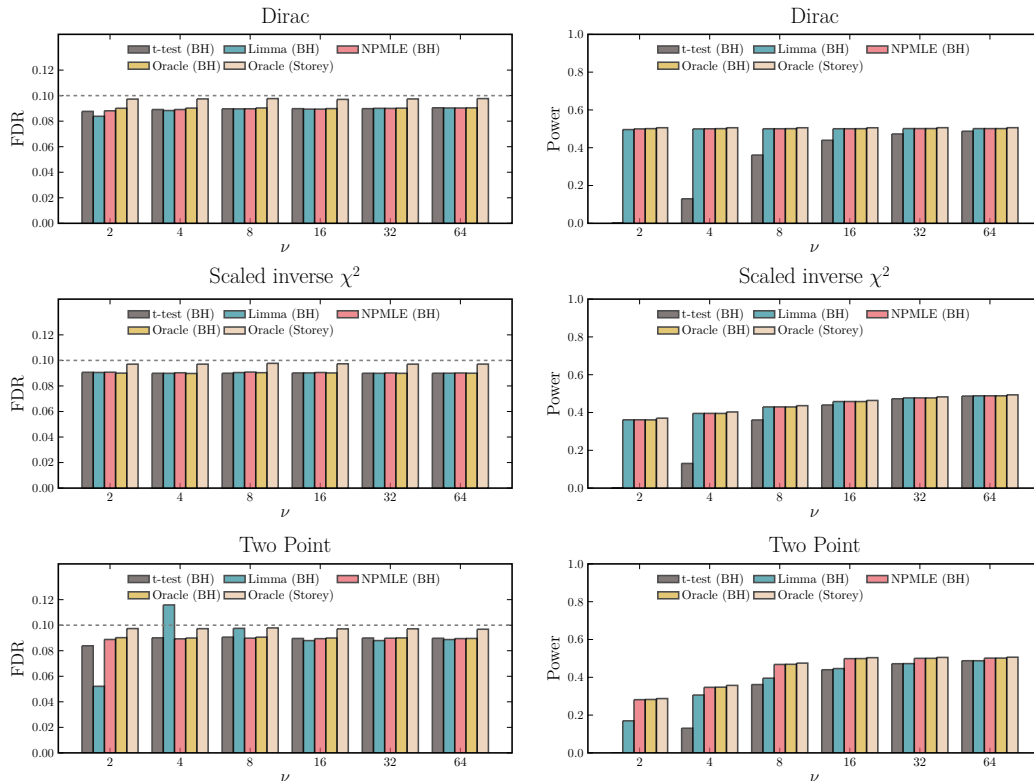 Dirac
FDR
0.12
0.10
0.08
0.06
0.04
0.02
0.00
t-test (BH) Limma (BH) NPMLE (BH)
Oracle (BH) Oracle (Storey)
2 4 8 16 32 64
ν
Dirac
Power
1.0
0.8
0.6
0.4
0.2
0.0
t-test (BH) Limma (BH) NPMLE (BH)
Oracle (BH) Oracle (Storey)
2 4 8 16 32 64
ν
Scaled inverse χ²
FDR
0.12
0.10
0.08
0.06
0.04
0.02
0.00
t-test (BH) Limma (BH) NPMLE (BH)
Oracle (BH) Oracle (Storey)
2 4 8 16 32 64
ν
Scaled inverse χ²
Power
1.0
0.8
0.6
0.4
0.2
0.0
t-test (BH) Limma (BH) NPMLE (BH)
Oracle (BH) Oracle (Storey)
2 4 8 16 32 64
ν
Two Point
FDR
0.12
0.10
0.08
0.06
0.04
0.02
0.00
t-test (BH) Limma (BH) NPMLE (BH)
Oracle (BH) Oracle (Storey)
2 4 8 16 32 64
ν
Two Point
Power
1.0
0.8
0.6
0.4
0.2
0.0
t-test (BH) Limma (BH) NPMLE (BH)
Oracle (BH) Oracle (Storey)
2 4 8 16 32 64
ν